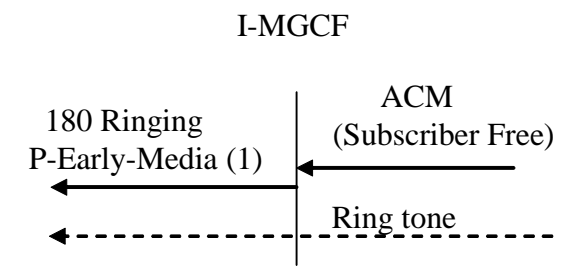 I-MGCF
180 Ringing
P-Early-Media (1)
ACM
(Subscriber Free)
Ring tone